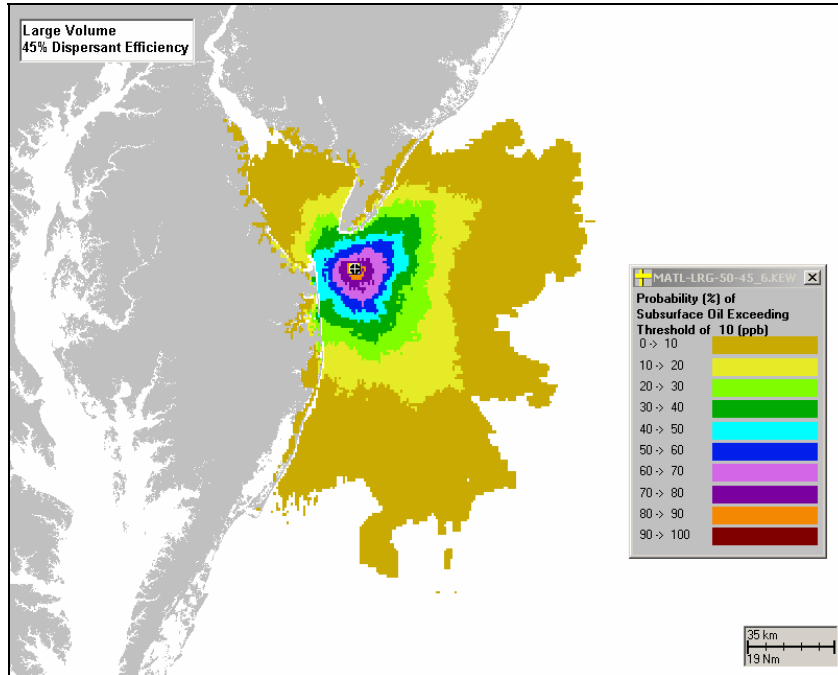 Large Volume
45% Dispersant Efficiency
MATL-LRG-50-45_6.KEW
Probability (%) of
Subsurface Oil Exceeding
Threshold of 10 (ppb)
0 -> 10
10 -> 20
20 -> 30
30 -> 40
40 -> 50
50 -> 60
60 -> 70
70 -> 80
80 -> 90
90 -> 100
35 km
19 Nm